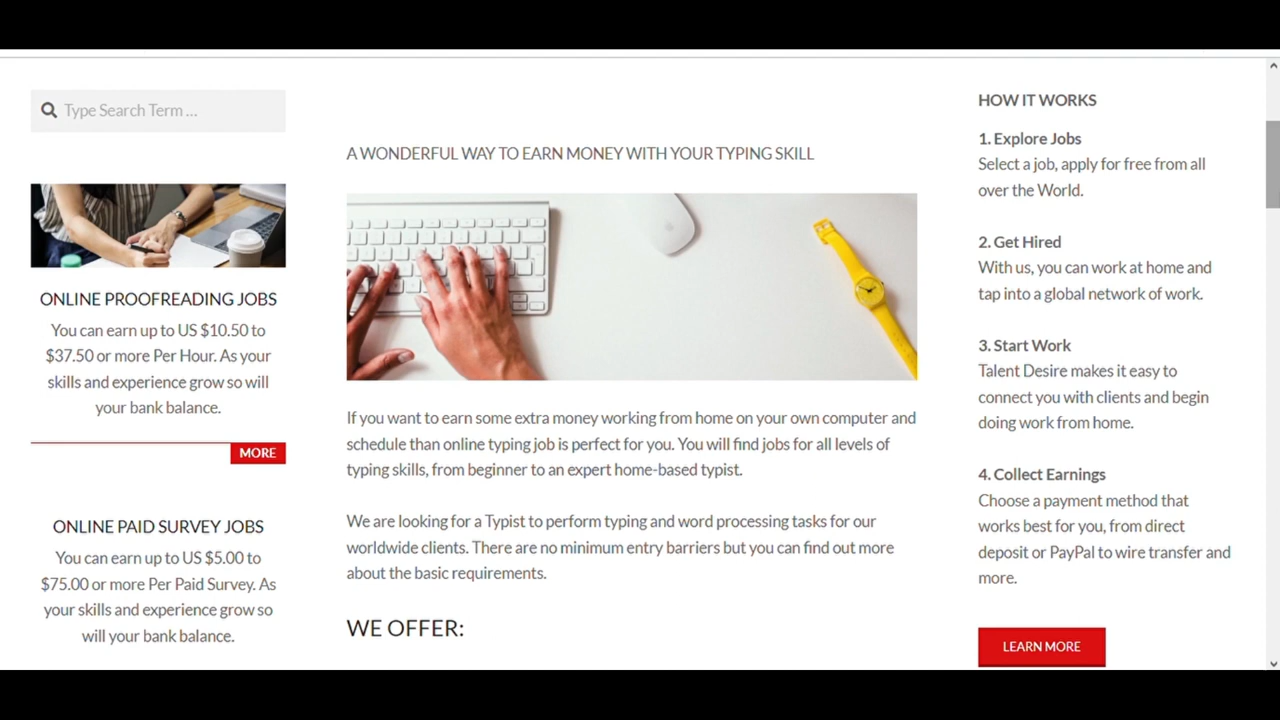 Type Search Term ...
ONLINE PROOFREADING JOBS
You can earn up to US $10.50 to
$37.50 or more Per Hour. As your
skills and experience grow so will
your bank balance.
MORE
ONLINE PAID SURVEY JOBS
You can earn up to US $5.00 to
$75.00 or more Per Paid Survey. As
your skills and experience grow so
will your bank balance.
A WONDERFUL WAY TO EARN MONEY WITH YOUR TYPING SKILL
If you want to earn some extra money working from home on your own computer and
schedule than online typing job is perfect for you. You will find jobs for all levels of
typing skills, from beginner to an expert home-based typist.
We are looking for a Typist to perform typing and word processing tasks for our
worldwide clients. There are no minimum entry barriers but you can find out more
about the basic requirements.
WE OFFER:
HOW IT WORKS
1. Explore Jobs
Select a job, apply for free from all
over the World.
2. Get Hired
With us, you can work at home and
tap into a global network of work.
3. Start Work
Talent Desire makes it easy to
connect you with clients and begin
doing work from home.
4. Collect Earnings
Choose a payment method that
works best for you, from direct
deposit or PayPal to wire transfer and
more.
LEARN MORE